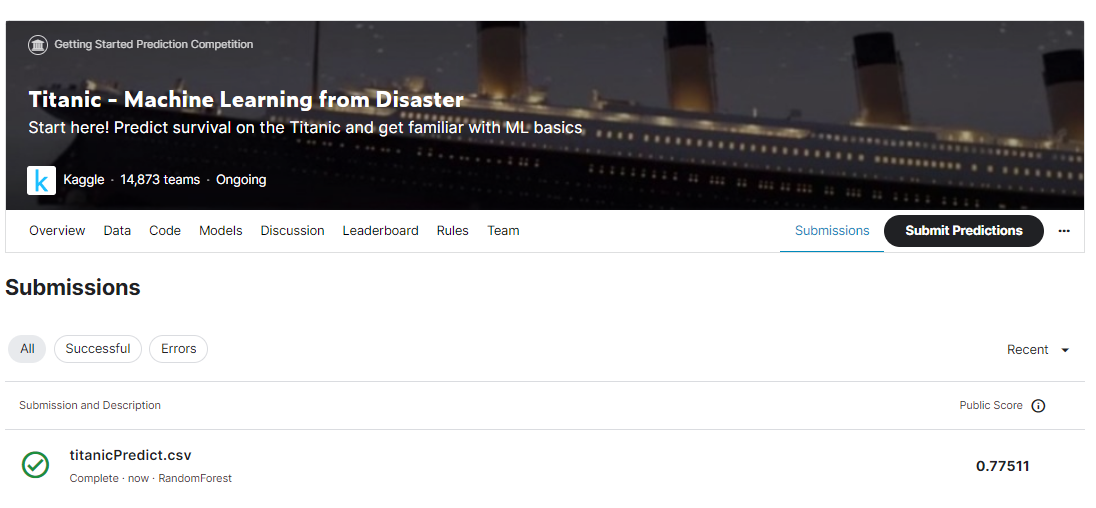 Getting Started Prediction Competition
Titanic - Machine Learning from Disaster
Start here! Predict survival on the Titanic and get familiar with ML basics
k Kaggle · 14,873 teams · Ongoing
Overview Data Code Models Discussion Leaderboard Rules Team Submissions Submit Predictions ···
Submissions
All Successful Errors Recent
Submission and Description Public Score
titanicPredict.csv
Complete · now · RandomForest
0.77511